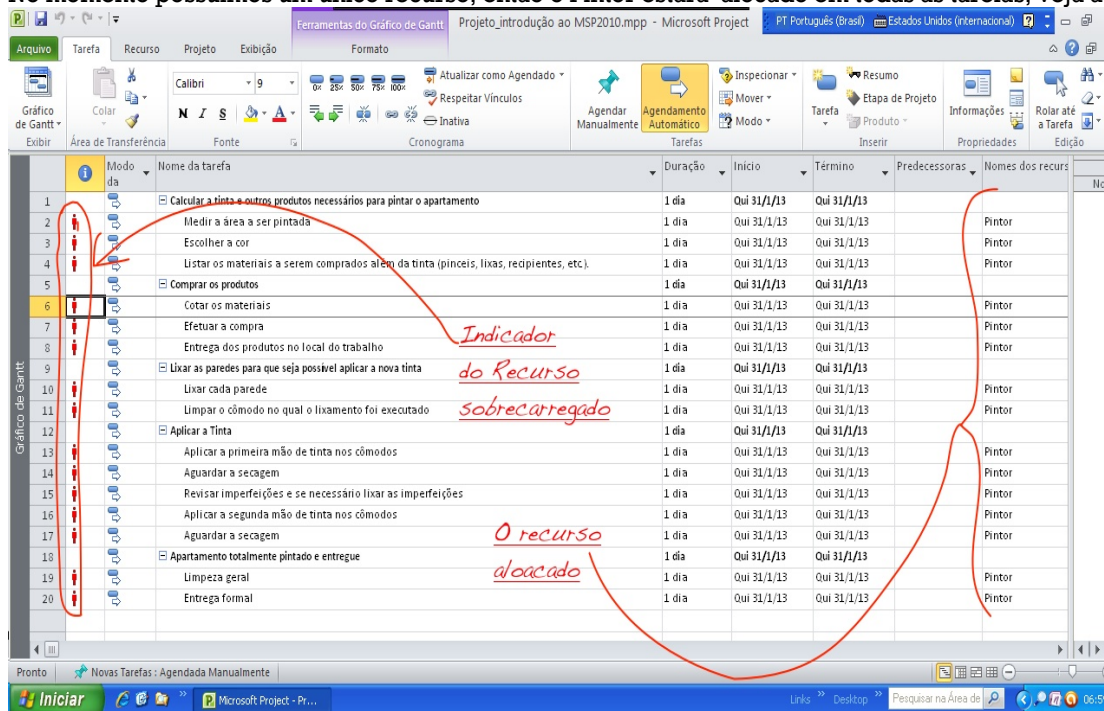 No momento possuímos um único recurso, então o Pintor estará alocado em todas as tarefas, veja a
Ferramentas do Gráfico de Gantt Projeto_introdução ao MSP2010.mpp - Microsoft Project PT Português (Brasil) Estados Unidos (internacional)
Arquivo Tarefa Recurso Projeto Exibição Formato
Calibri 9 0% 25% 50% 75% 100% Atualizar como Agendado Inspecionar Resumo
Respeitar Vínculos Mover Etapa de Projeto
N I S A Inativa Modo Produto
Gráfico de Gantt Colar Agendar Manualmente Agendamento Automático Tarefa Informações Rolar até a Tarefa
Exibir Área de Transferência Fonte Cronograma Tarefas Inserir Propriedades Edição
Modo da Nome da tarefa Duração Início Término Predecessoras Nomes dos recurs
No
1 Calcular a tinta e outros produtos necessários para pintar o apartamento 1 dia Qui 31/1/13 Qui 31/1/13
2 Medir a área a ser pintada 1 dia Qui 31/1/13 Qui 31/1/13 Pintor
3 Escolher a cor 1 dia Qui 31/1/13 Qui 31/1/13 Pintor
4 Listar os materiais a serem comprados além da tinta (pinceis, lixas, recipientes, etc). 1 dia Qui 31/1/13 Qui 31/1/13 Pintor
5 Comprar os produtos 1 dia Qui 31/1/13 Qui 31/1/13
6 Cotar os materiais 1 dia Qui 31/1/13 Qui 31/1/13 Pintor
7 Efetuar a compra 1 dia Qui 31/1/13 Qui 31/1/13 Pintor
8 Entrega dos produtos no local do trabalho 1 dia Qui 31/1/13 Qui 31/1/13 Pintor
9 Lixar as paredes para que seja possível aplicar a nova tinta 1 dia Qui 31/1/13 Qui 31/1/13
10 Lixar cada parede 1 dia Qui 31/1/13 Qui 31/1/13 Pintor
11 Limpar o cômodo no qual o lixamento foi executado 1 dia Qui 31/1/13 Qui 31/1/13 Pintor
12 Aplicar a Tinta 1 dia Qui 31/1/13 Qui 31/1/13
13 Aplicar a primeira mão de tinta nos cômodos 1 dia Qui 31/1/13 Qui 31/1/13 Pintor
14 Aguardar a secagem 1 dia Qui 31/1/13 Qui 31/1/13 Pintor
15 Revisar imperfeições e se necessário lixar as imperfeições 1 dia Qui 31/1/13 Qui 31/1/13 Pintor
16 Aplicar a segunda mão de tinta nos cômodos 1 dia Qui 31/1/13 Qui 31/1/13 Pintor
17 Aguardar a secagem 1 dia Qui 31/1/13 Qui 31/1/13 Pintor
18 Apartamento totalmente pintado e entregue 1 dia Qui 31/1/13 Qui 31/1/13
19 Limpeza geral 1 dia Qui 31/1/13 Qui 31/1/13 Pintor
20 Entrega formal 1 dia Qui 31/1/13 Qui 31/1/13 Pintor
Indicador
do Recurso
sobrecarregado
O recurso
aloacado
Gráfico de Gantt
Pronto Novas Tarefas : Agendada Manualmente
Iniciar Microsoft Project - Pr... Links Desktop Pesquisar na Área de